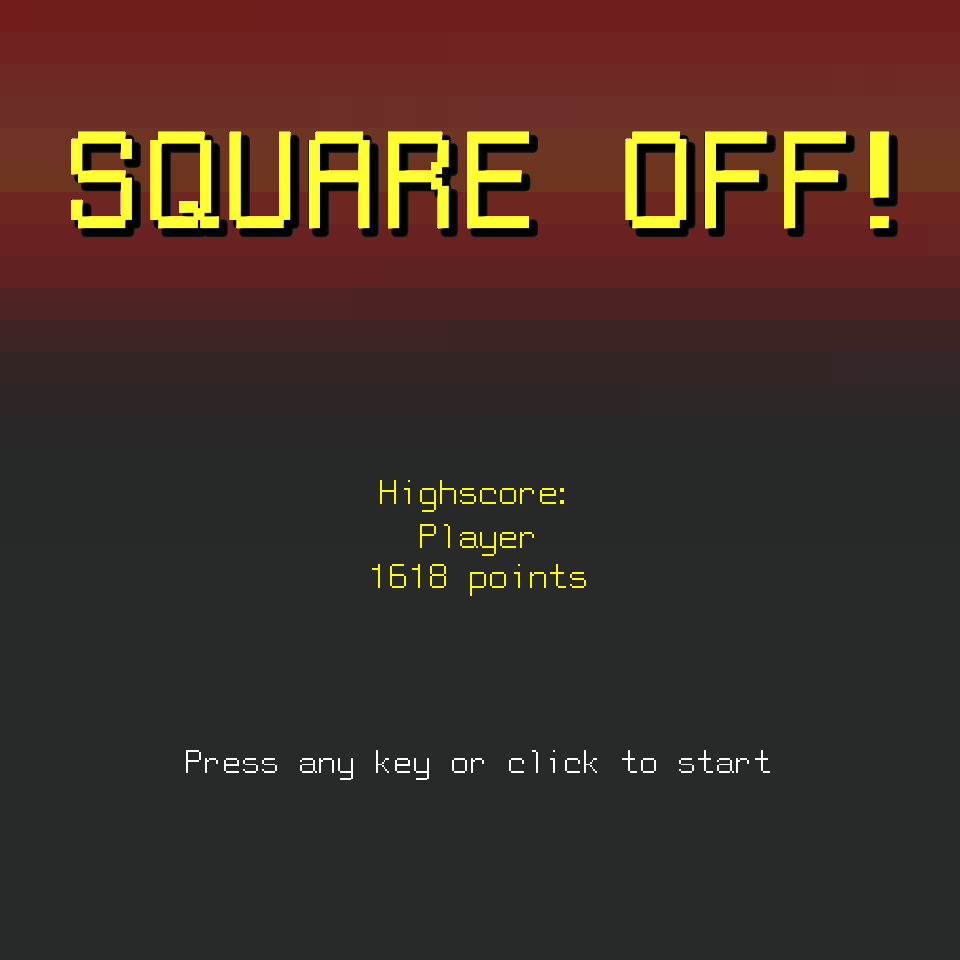 SQUARE OFF!
Highscore:
Player
1618 points
Press any key or click to start